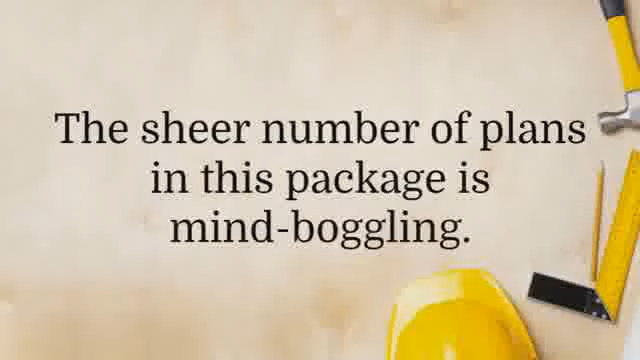 The sheer number of plans
in this package is
mind-boggling.